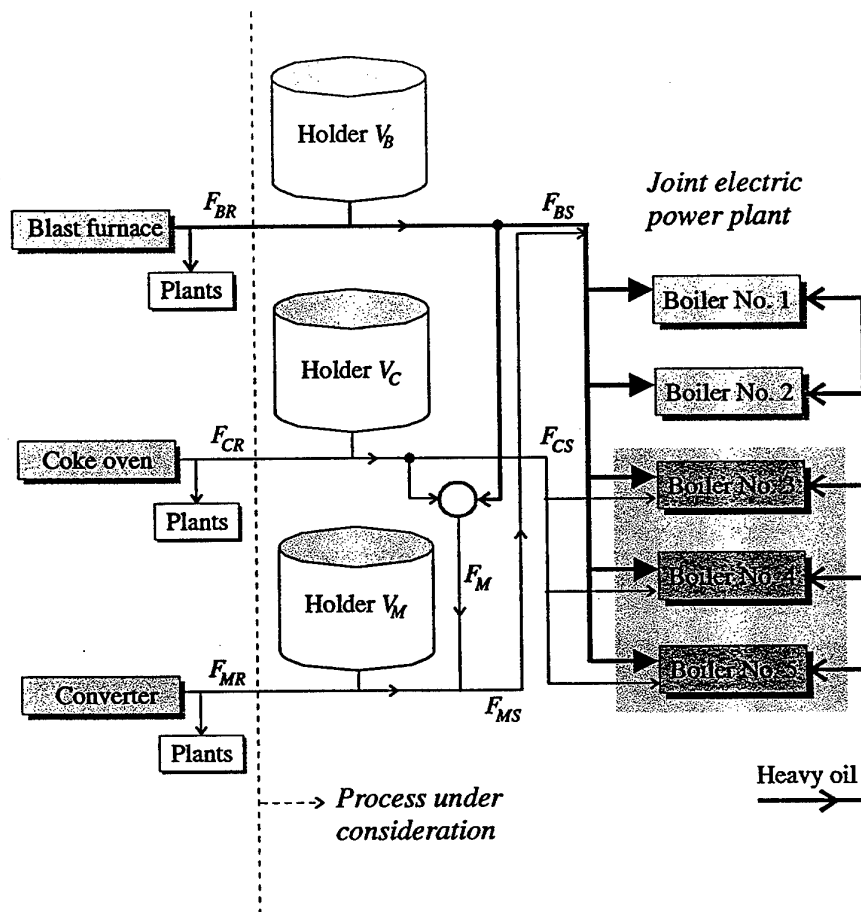 Holder V_B
Joint electric
power plant
F_BR
F_BS
Blast furnace
Plants
Boiler No. 1
Holder V_C
Boiler No. 2
F_CR
F_CS
Coke oven
Boiler No. 3
Plants
F_M
Boiler No. 4
Holder V_M
F_MR
Boiler No. 5
Converter
F_MS
Plants
Heavy oil
Process under
consideration